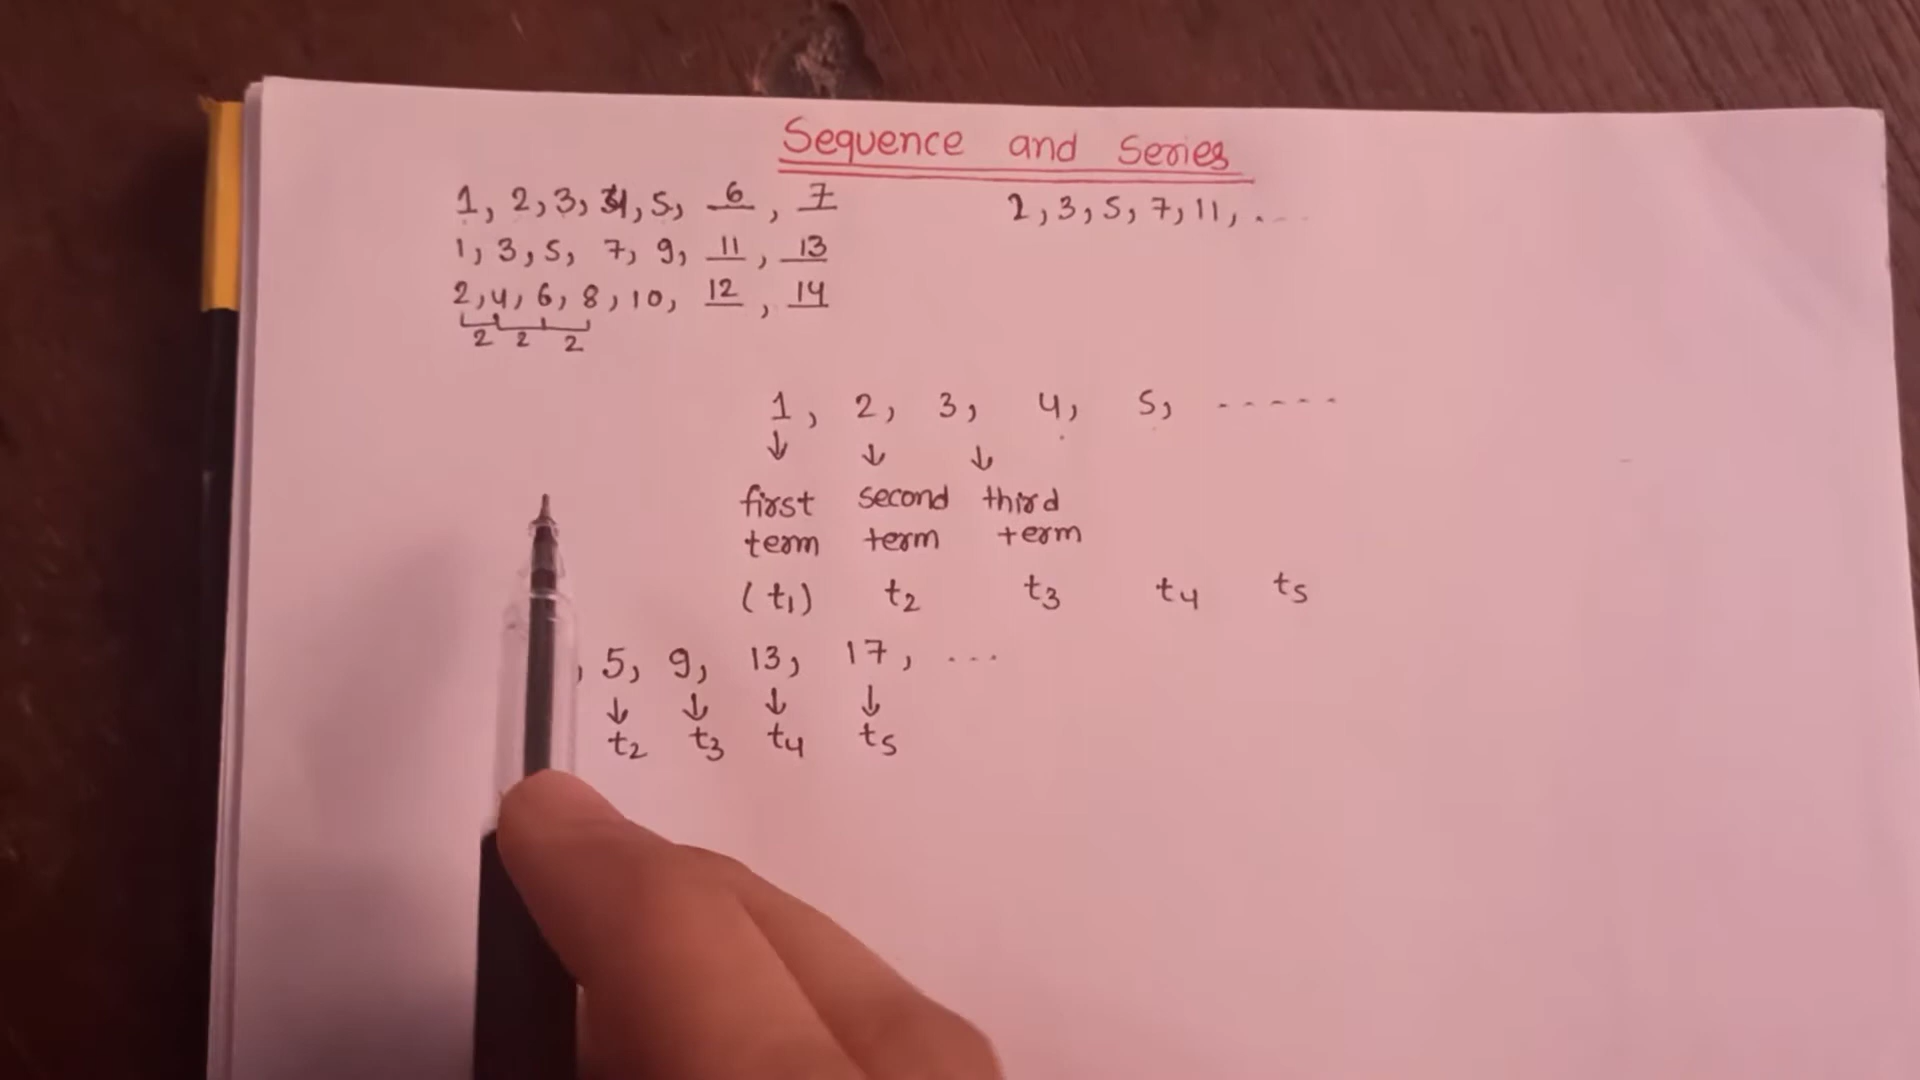 Sequence and Series
1, 2, 3, 4, 5, 6, 7
2, 3, 5, 7, 11, ....
1, 3, 5, 7, 9, 11, 13
2, 4, 6, 8, 10, 12, 14
2 2 2
1, 2, 3, 4, 5, -----
↓ ↓ ↓
first second third
term term term
(t1) t2 t3 t4 t5
, 5, 9, 13, 17, ...
↓ ↓ ↓ ↓
t2 t3 t4 t5